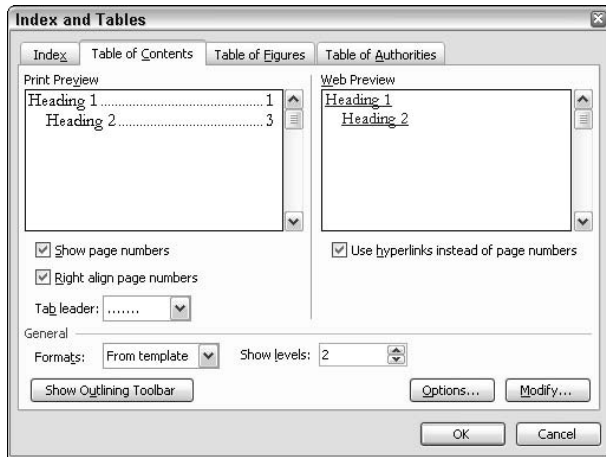 Index and Tables
Index Table of Contents Table of Figures Table of Authorities
Print Preview
Heading 1 ........................................ 1
Heading 2 .................................... 3
Web Preview
Heading 1
Heading 2
Show page numbers
Right align page numbers
Tab leader: .......
Use hyperlinks instead of page numbers
General
Formats: From template Show levels: 2
Show Outlining Toolbar Options... Modify...
OK Cancel